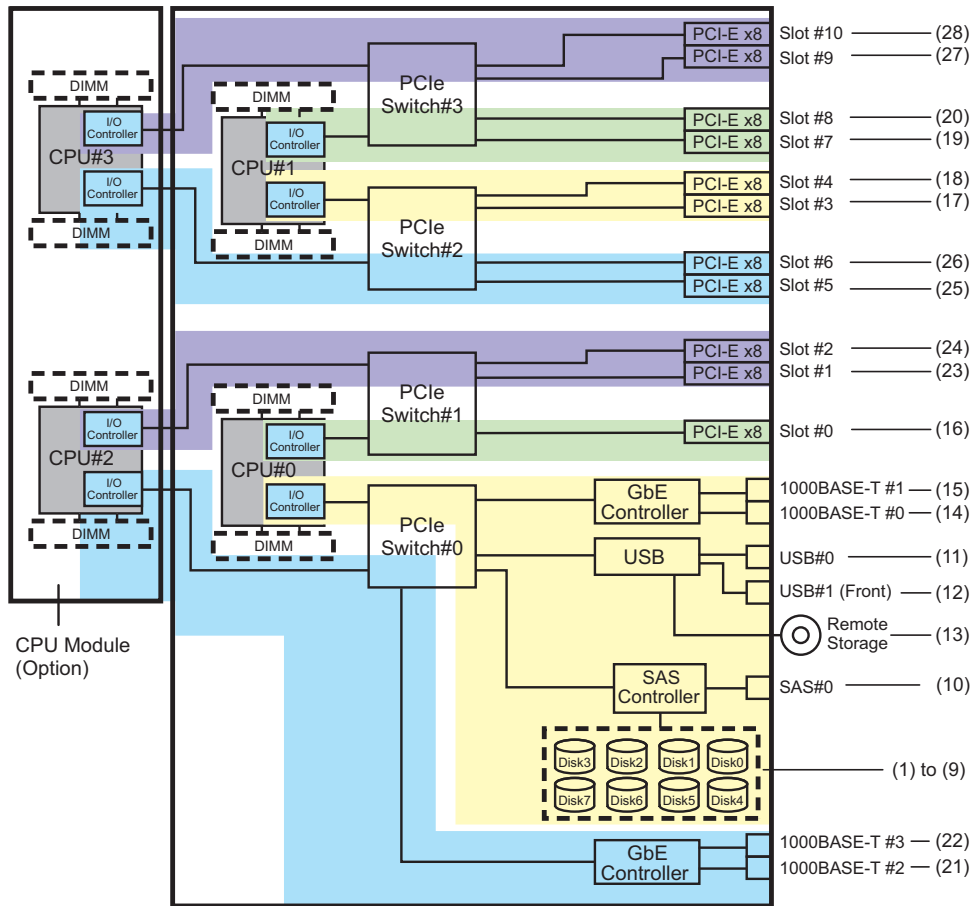 PCI-E x8 Slot #10 (28)
PCI-E x8 Slot #9 (27)
PCIe
Switch#3
DIMM
I/O
Controller
CPU#3
I/O
Controller
DIMM
DIMM
I/O
Controller
CPU#1
I/O
Controller
DIMM
PCI-E x8 Slot #8 (20)
PCI-E x8 Slot #7 (19)
PCI-E x8 Slot #4 (18)
PCI-E x8 Slot #3 (17)
PCIe
Switch#2
PCI-E x8 Slot #6 (26)
PCI-E x8 Slot #5 (25)
PCI-E x8 Slot #2 (24)
PCI-E x8 Slot #1 (23)
PCIe
Switch#1
DIMM
I/O
Controller
CPU#2
I/O
Controller
DIMM
DIMM
I/O
Controller
CPU#0
I/O
Controller
DIMM
PCI-E x8 Slot #0 (16)
PCIe
Switch#0
GbE
Controller
1000BASE-T #1 (15)
1000BASE-T #0 (14)
USB
USB#0 (11)
USB#1 (Front) (12)
Remote
Storage (13)
CPU Module
(Option)
SAS
Controller
SAS#0 (10)
Disk3 Disk2 Disk1 Disk0
Disk7 Disk6 Disk5 Disk4
(1) to (9)
GbE
Controller
1000BASE-T #3 (22)
1000BASE-T #2 (21)